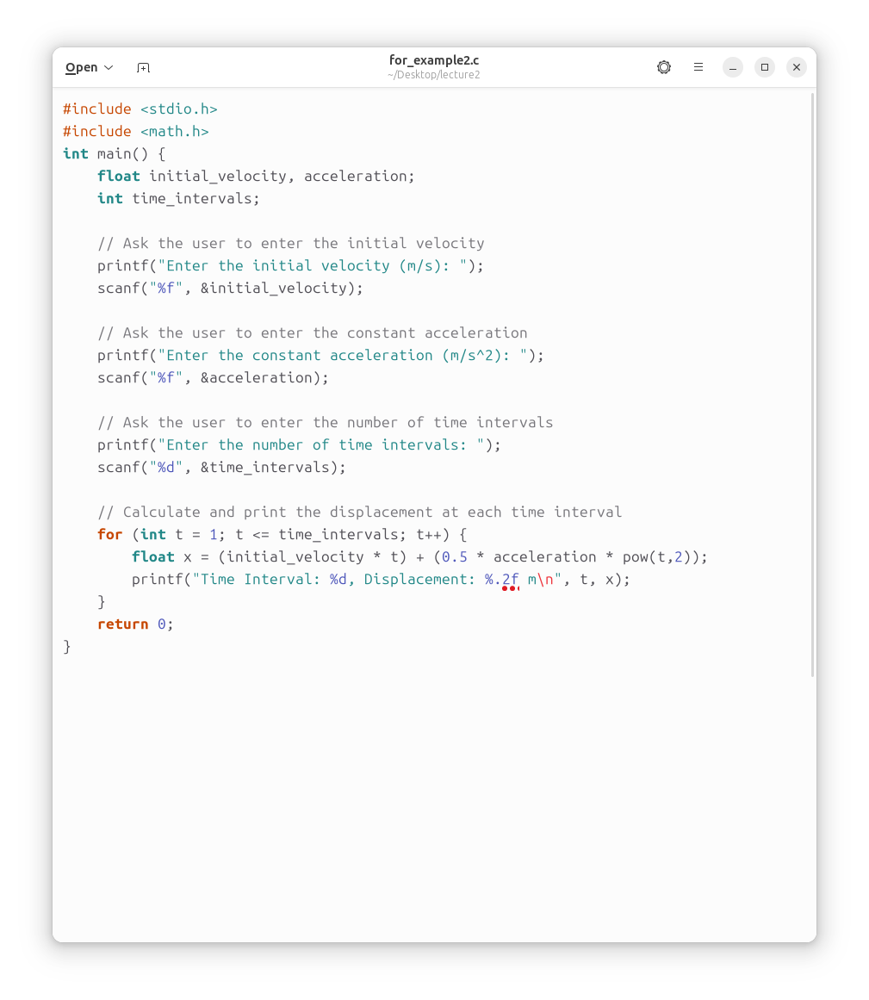 Open
for_example2.c
~/Desktop/lecture2
#include <stdio.h>
#include <math.h>
int main() {
    float initial_velocity, acceleration;
    int time_intervals;

    // Ask the user to enter the initial velocity
    printf("Enter the initial velocity (m/s): ");
    scanf("%f", &initial_velocity);

    // Ask the user to enter the constant acceleration
    printf("Enter the constant acceleration (m/s^2): ");
    scanf("%f", &acceleration);

    // Ask the user to enter the number of time intervals
    printf("Enter the number of time intervals: ");
    scanf("%d", &time_intervals);

    // Calculate and print the displacement at each time interval
    for (int t = 1; t <= time_intervals; t++) {
        float x = (initial_velocity * t) + (0.5 * acceleration * pow(t,2));
        printf("Time Interval: %d, Displacement: %.2f m\n", t, x);
    }
    return 0;
}